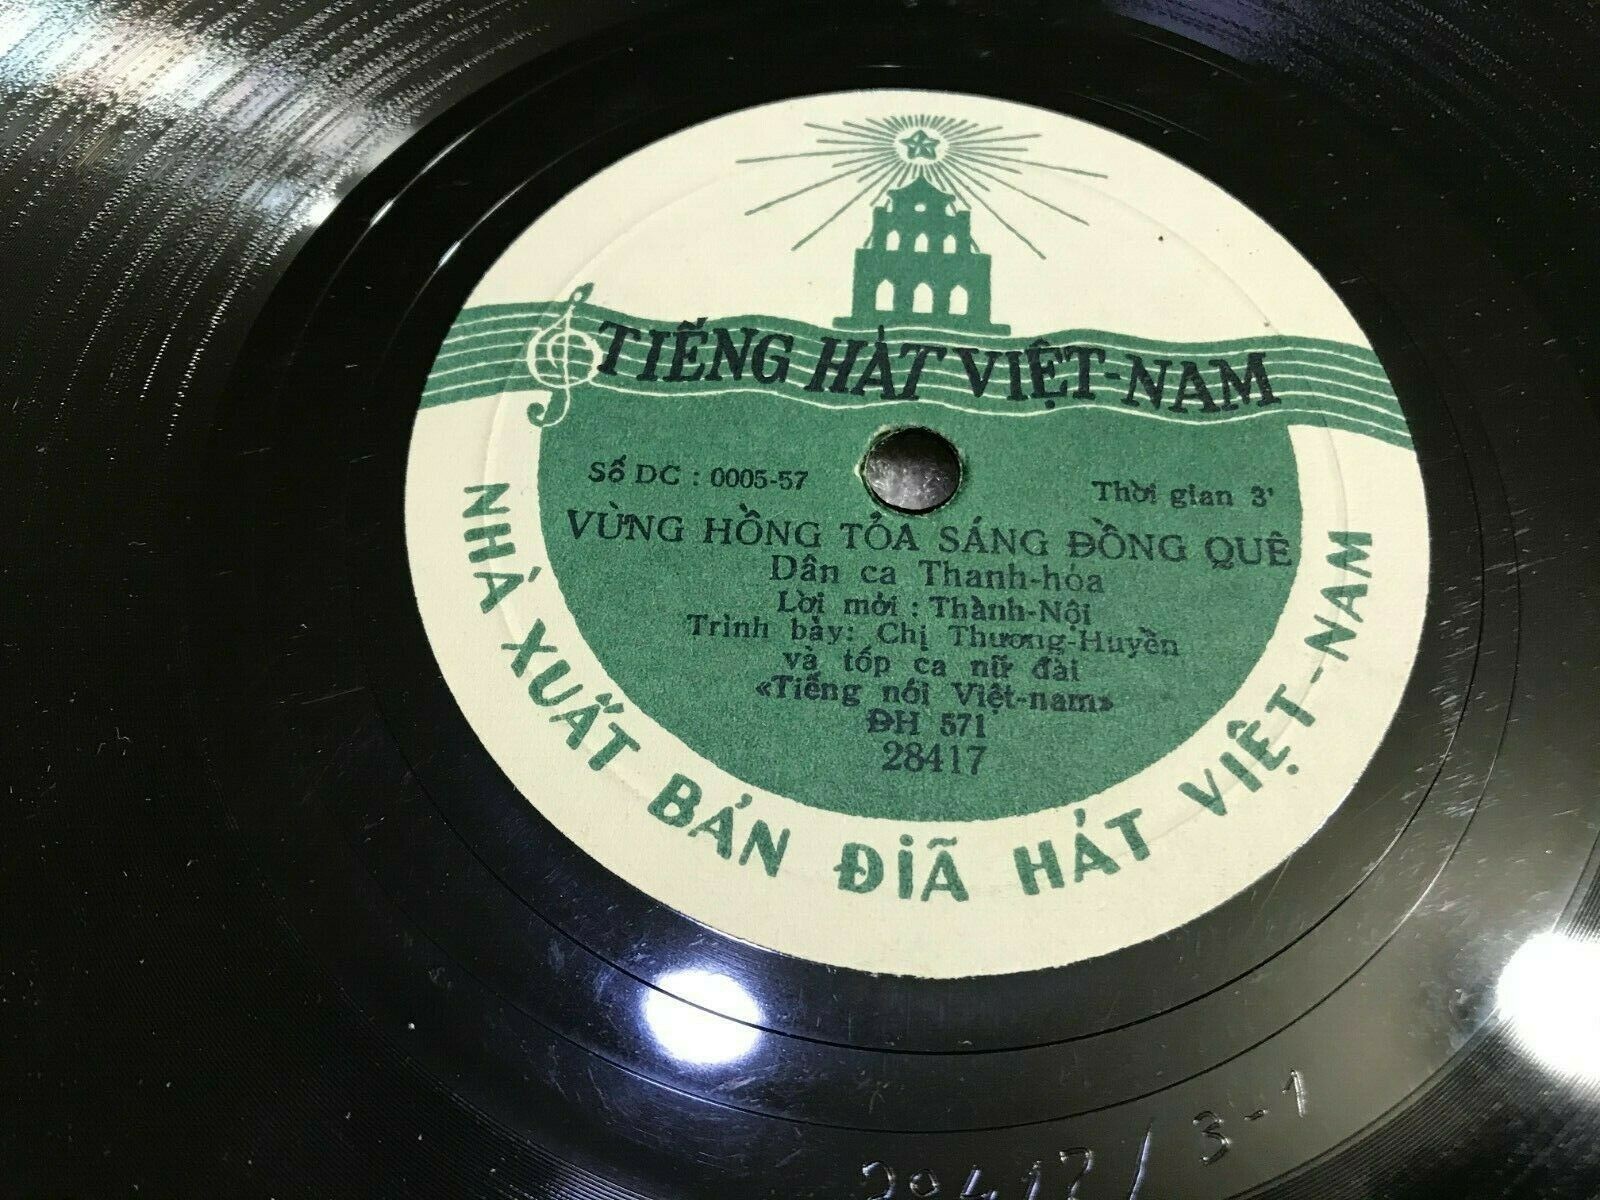 TIẾNG HÁT VIỆT-NAM
Số DC : 0005-57
Thời gian 3'
VỪNG HỒNG TỎA SÁNG ĐỒNG QUÊ
Dân ca Thanh-hóa
Lời mới : Thành-Nội
Trình bày: Chị Thương-Huyền
và tốp ca nữ đài
«Tiếng nói Việt-nam»
ĐH 571
28417
NHÀ XUẤT BẢN ĐIÃ HÁT VIỆT-NAM